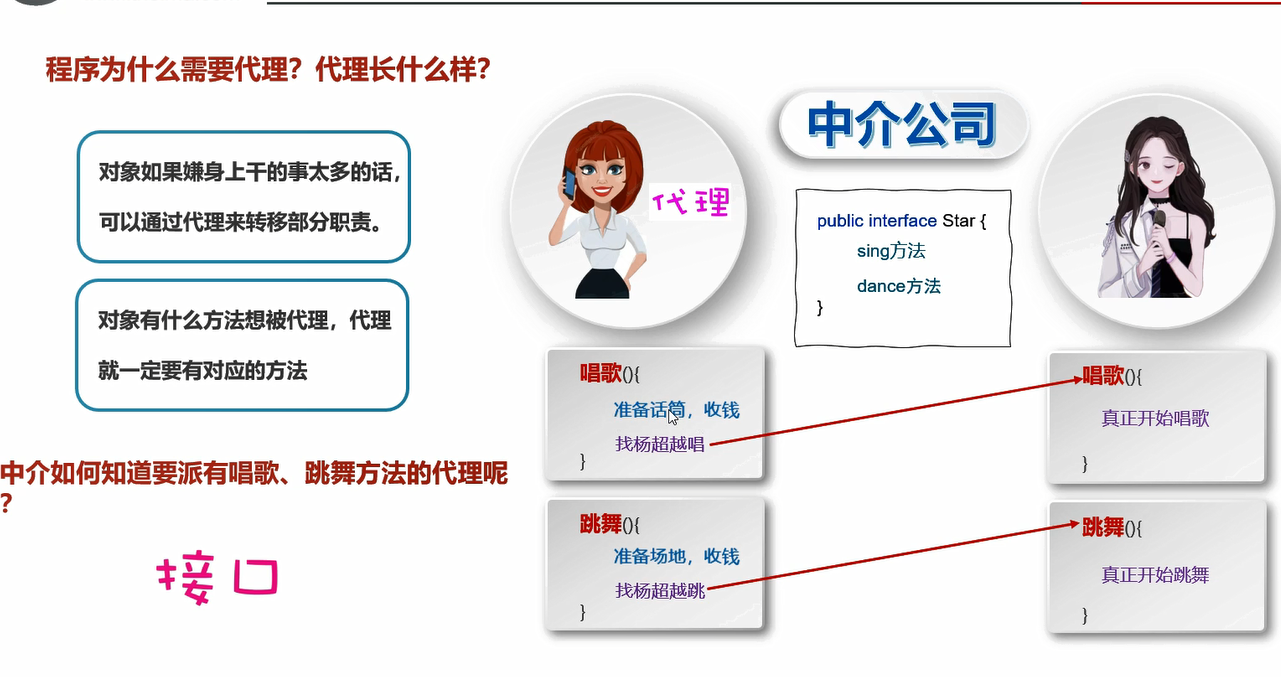 程序为什么需要代理？代理长什么样？
对象如果嫌身上干的事太多的话，
可以通过代理来转移部分职责。
对象有什么方法想被代理，代理
就一定要有对应的方法
中介如何知道要派有唱歌、跳舞方法的代理呢
？
接口
代理
中介公司
public interface Star {
sing方法
dance方法
}
唱歌(){
准备话筒，收钱
找杨超越唱
}
跳舞(){
准备场地，收钱
找杨超越跳
}
唱歌(){
真正开始唱歌
}
跳舞(){
真正开始跳舞
}